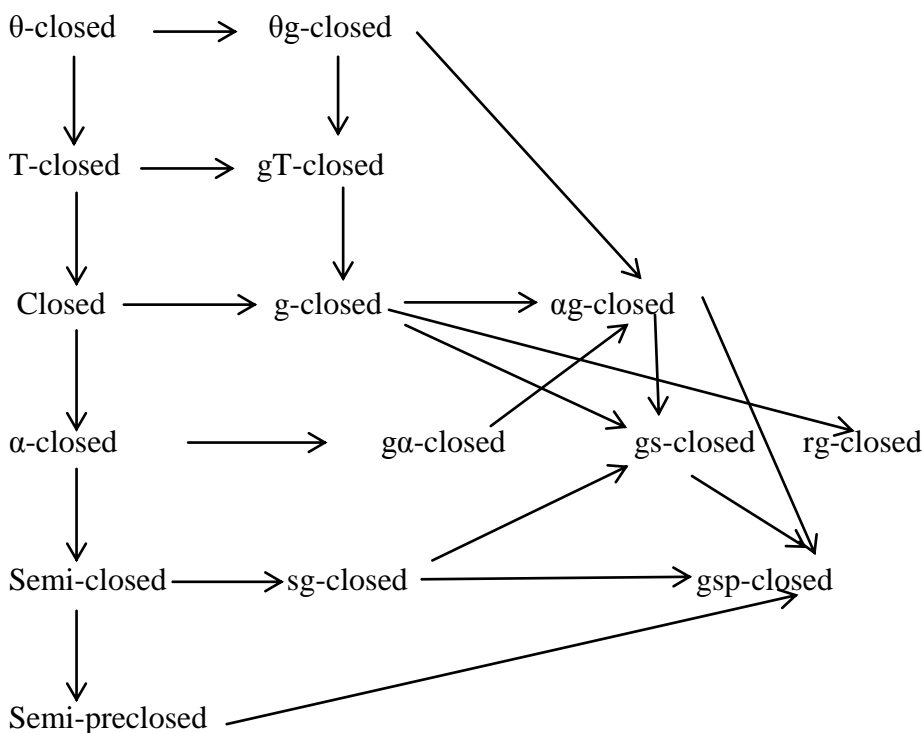 θ-closed θg-closed
T-closed gT-closed
Closed g-closed αg-closed
α-closed gα-closed gs-closed rg-closed
Semi-closed sg-closed gsp-closed
Semi-preclosed